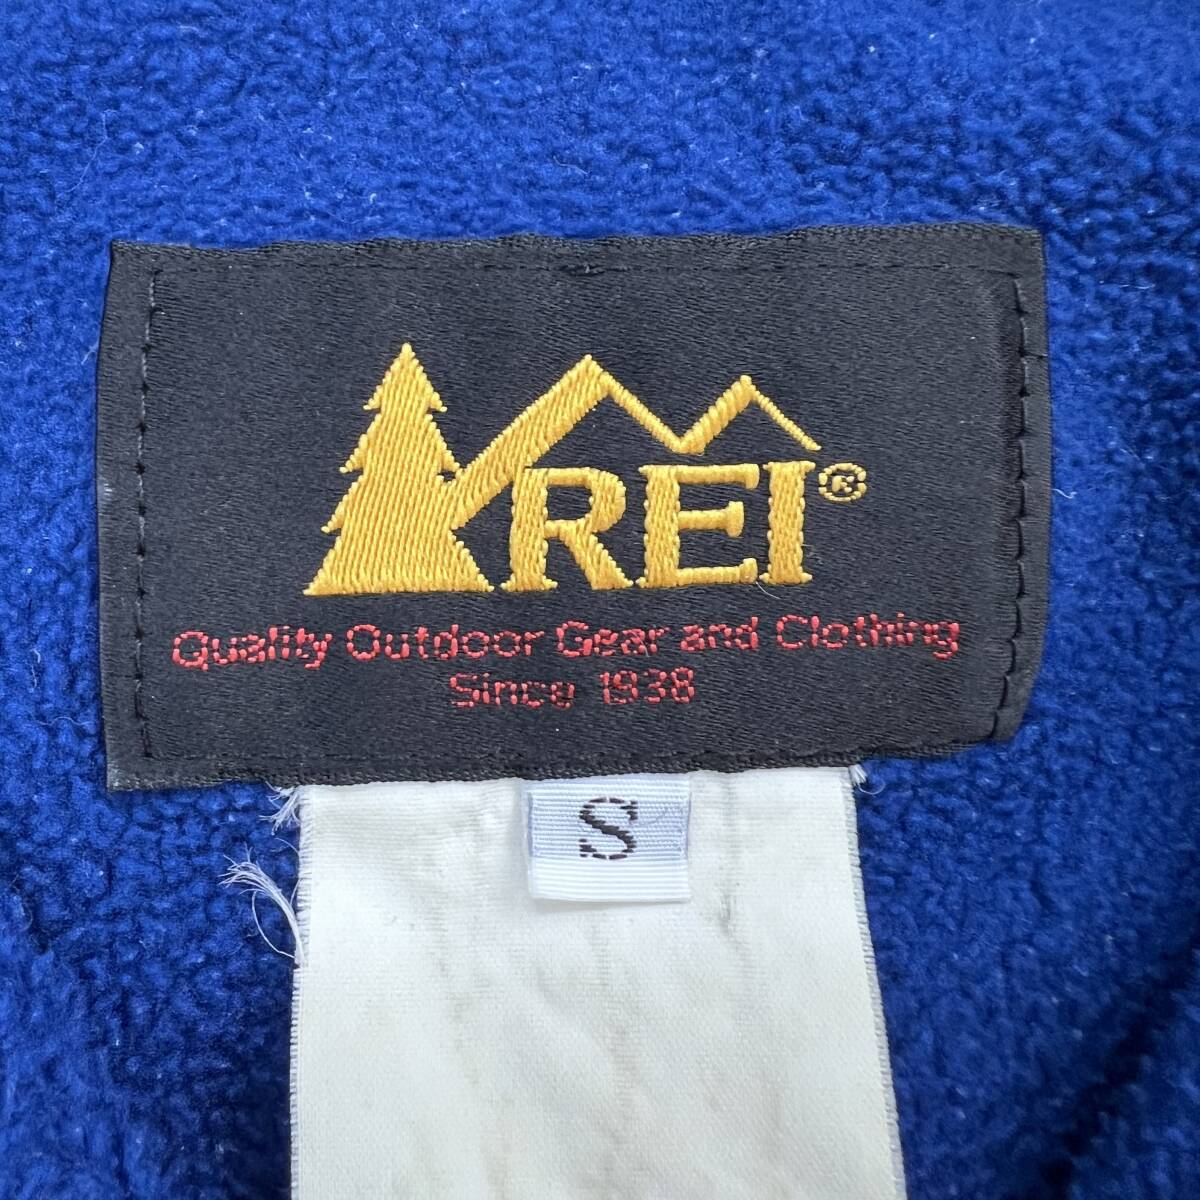 REI®
Quality Outdoor Gear and Clothing
Since 1938
S